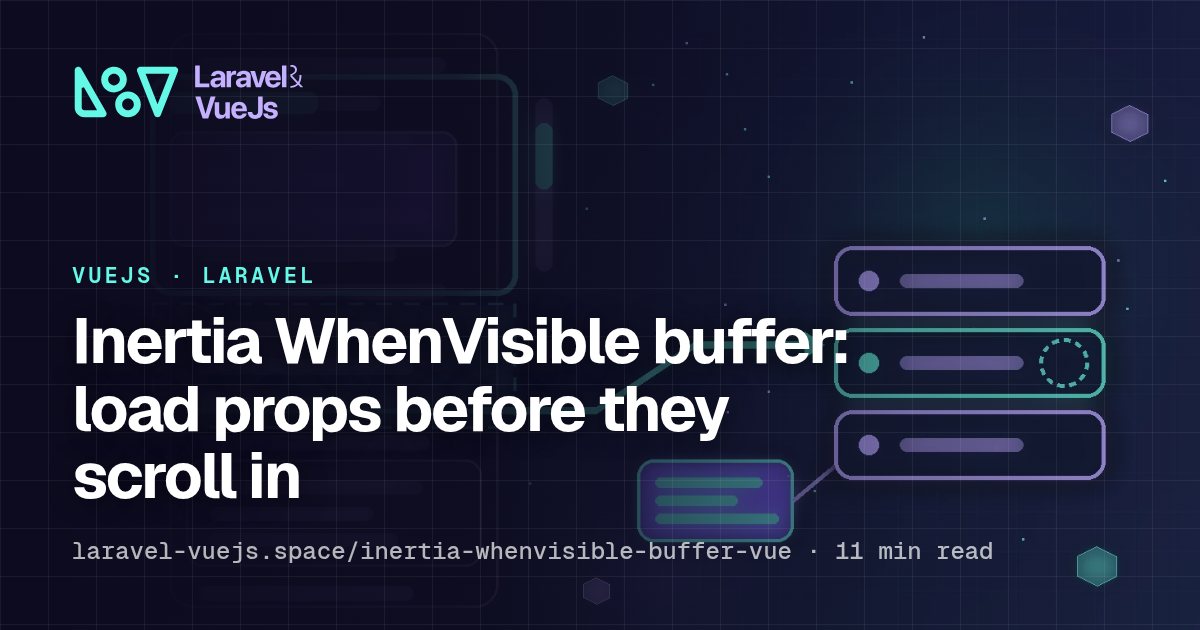 Laravel&
VueJs
VUEJS · LARAVEL
Inertia WhenVisible buffer:
load props before they
scroll in
laravel-vuejs.space/inertia-whenvisible-buffer-vue · 11 min read